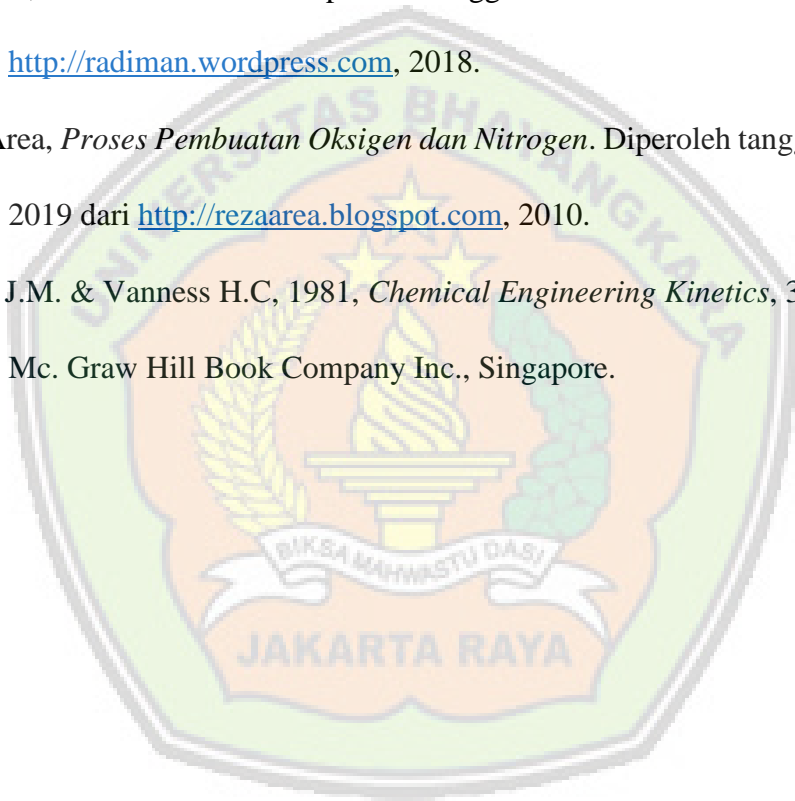 http://radiman.wordpress.com, 2018.
Area, Proses Pembuatan Oksigen dan Nitrogen. Diperoleh
2019 dari http://rezaarea.blogspot.com, 2010.
J.M. & Vanness H.C, 1981, Chemical Engineering Kinetics,
Mc. Graw Hill Book Company Inc., Singapore.
UNIVERSITAS BHAYANGKARA
BIKSA MAHWASTU DASI
JAKARTA RAYA